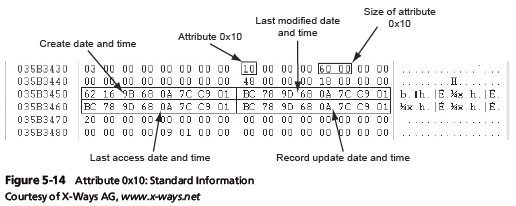 Size of attribute
0x10
Last modified date
and time
Attribute 0x10
Create date and time
035B3430 03 00 00 00 00 00 00 00 10 00 00 00 60 00 00 00
035B3440 00 00 00 00 00 00 00 00 48 00 00 00 18 00 00 00 H
035B3450 62 16 9B 68 0A 7C C9 01 BC 78 9D 68 0A 7C C9 01 b. ⁠|h. |É ¼x h. |É.
035B3460 BC 78 9D 68 0A 7C C9 01 BC 78 9D 68 0A 7C C9 01 ¼x h. |É ¼x h. |É.
035B3470 20 00 00 00 00 00 00 00 00 00 00 00 00 00 00 00
035B3480 00 00 00 00 09 01 00 00 00 00 00 00 00 00 00 00
Last access date and time
Record update date and time
Figure 5-14 Attribute 0x10: Standard Information
Courtesy of X-Ways AG, www.x-ways.net